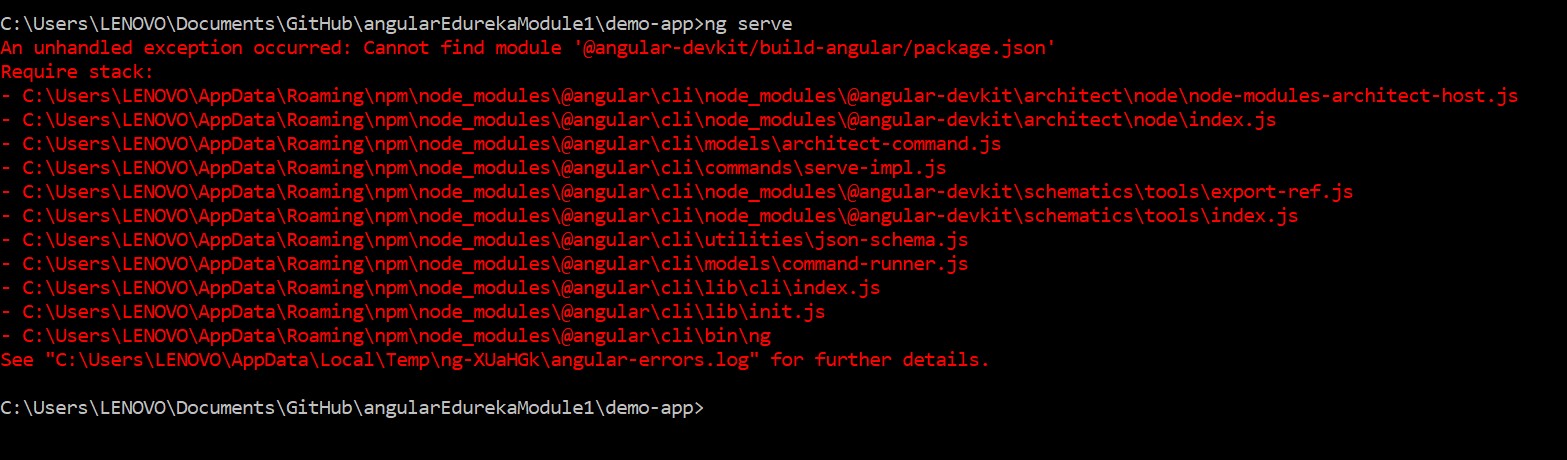 C:\Users\LENOVO\Documents\GitHub\angularEdurekaModule1\demo-app>ng serve
An unhandled exception occurred: Cannot find module '@angular-devkit/build-angular/package.json'
Require stack:
- C:\Users\LENOVO\AppData\Roaming\npm\node_modules\@angular\cli\node_modules\@angular-devkit\architect\node\node-modules-architect-host.js
- C:\Users\LENOVO\AppData\Roaming\npm\node_modules\@angular\cli\node_modules\@angular-devkit\architect\node\index.js
- C:\Users\LENOVO\AppData\Roaming\npm\node_modules\@angular\cli\models\architect-command.js
- C:\Users\LENOVO\AppData\Roaming\npm\node_modules\@angular\cli\commands\serve-impl.js
- C:\Users\LENOVO\AppData\Roaming\npm\node_modules\@angular\cli\node_modules\@angular-devkit\schematics\tools\export-ref.js
- C:\Users\LENOVO\AppData\Roaming\npm\node_modules\@angular\cli\node_modules\@angular-devkit\schematics\tools\index.js
- C:\Users\LENOVO\AppData\Roaming\npm\node_modules\@angular\cli\utilities\json-schema.js
- C:\Users\LENOVO\AppData\Roaming\npm\node_modules\@angular\cli\models\command-runner.js
- C:\Users\LENOVO\AppData\Roaming\npm\node_modules\@angular\cli\lib\cli\index.js
- C:\Users\LENOVO\AppData\Roaming\npm\node_modules\@angular\cli\lib\init.js
- C:\Users\LENOVO\AppData\Roaming\npm\node_modules\@angular\cli\bin\ng
See "C:\Users\LENOVO\AppData\Local\Temp\ng-XUaHGk\angular-errors.log" for further details.
C:\Users\LENOVO\Documents\GitHub\angularEdurekaModule1\demo-app>